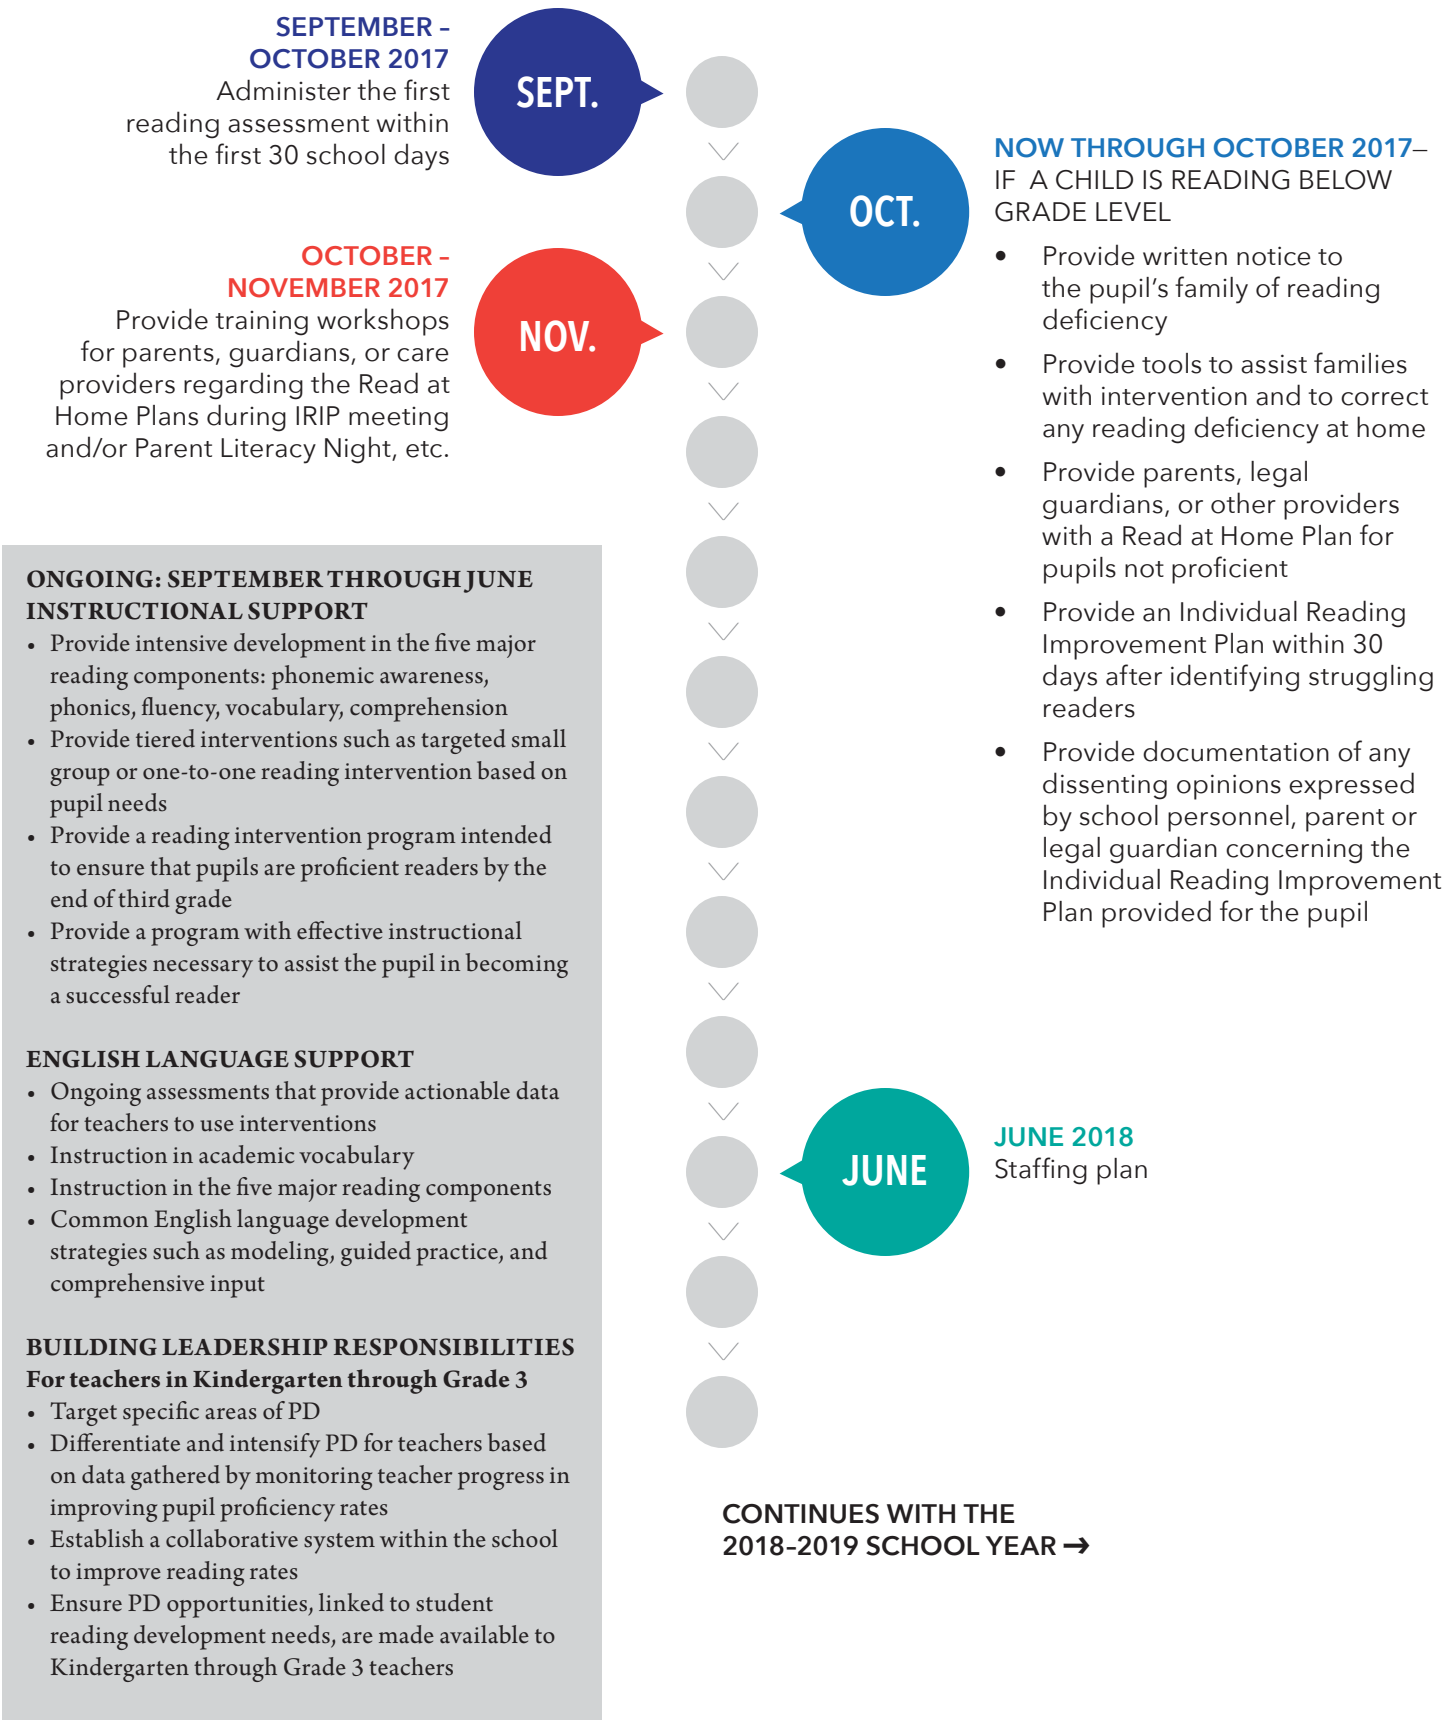 SEPTEMBER –
OCTOBER 2017
Administer the first
reading assessment within
the first 30 school days
SEPT.
OCT.
NOW THROUGH OCTOBER 2017–
IF A CHILD IS READING BELOW
GRADE LEVEL
• Provide written notice to
the pupil’s family of reading
deficiency
• Provide tools to assist families
with intervention and to correct
any reading deficiency at home
• Provide parents, legal
guardians, or other providers
with a Read at Home Plan for
pupils not proficient
• Provide an Individual Reading
Improvement Plan within 30
days after identifying struggling
readers
• Provide documentation of any
dissenting opinions expressed
by school personnel, parent or
legal guardian concerning the
Individual Reading Improvement
Plan provided for the pupil
OCTOBER –
NOVEMBER 2017
Provide training workshops
for parents, guardians, or care
providers regarding the Read at
Home Plans during IRIP meeting
and/or Parent Literacy Night, etc.
NOV.
ONGOING: SEPTEMBER THROUGH JUNE
INSTRUCTIONAL SUPPORT
• Provide intensive development in the five major
reading components: phonemic awareness,
phonics, fluency, vocabulary, comprehension
• Provide tiered interventions such as targeted small
group or one-to-one reading intervention based on
pupil needs
• Provide a reading intervention program intended
to ensure that pupils are proficient readers by the
end of third grade
• Provide a program with effective instructional
strategies necessary to assist the pupil in becoming
a successful reader
ENGLISH LANGUAGE SUPPORT
• Ongoing assessments that provide actionable data
for teachers to use interventions
• Instruction in academic vocabulary
• Instruction in the five major reading components
• Common English language development
strategies such as modeling, guided practice, and
comprehensive input
BUILDING LEADERSHIP RESPONSIBILITIES
For teachers in Kindergarten through Grade 3
• Target specific areas of PD
• Differentiate and intensify PD for teachers based
on data gathered by monitoring teacher progress in
improving pupil proficiency rates
• Establish a collaborative system within the school
to improve reading rates
• Ensure PD opportunities, linked to student
reading development needs, are made available to
Kindergarten through Grade 3 teachers
JUNE
JUNE 2018
Staffing plan
CONTINUES WITH THE
2018–2019 SCHOOL YEAR →